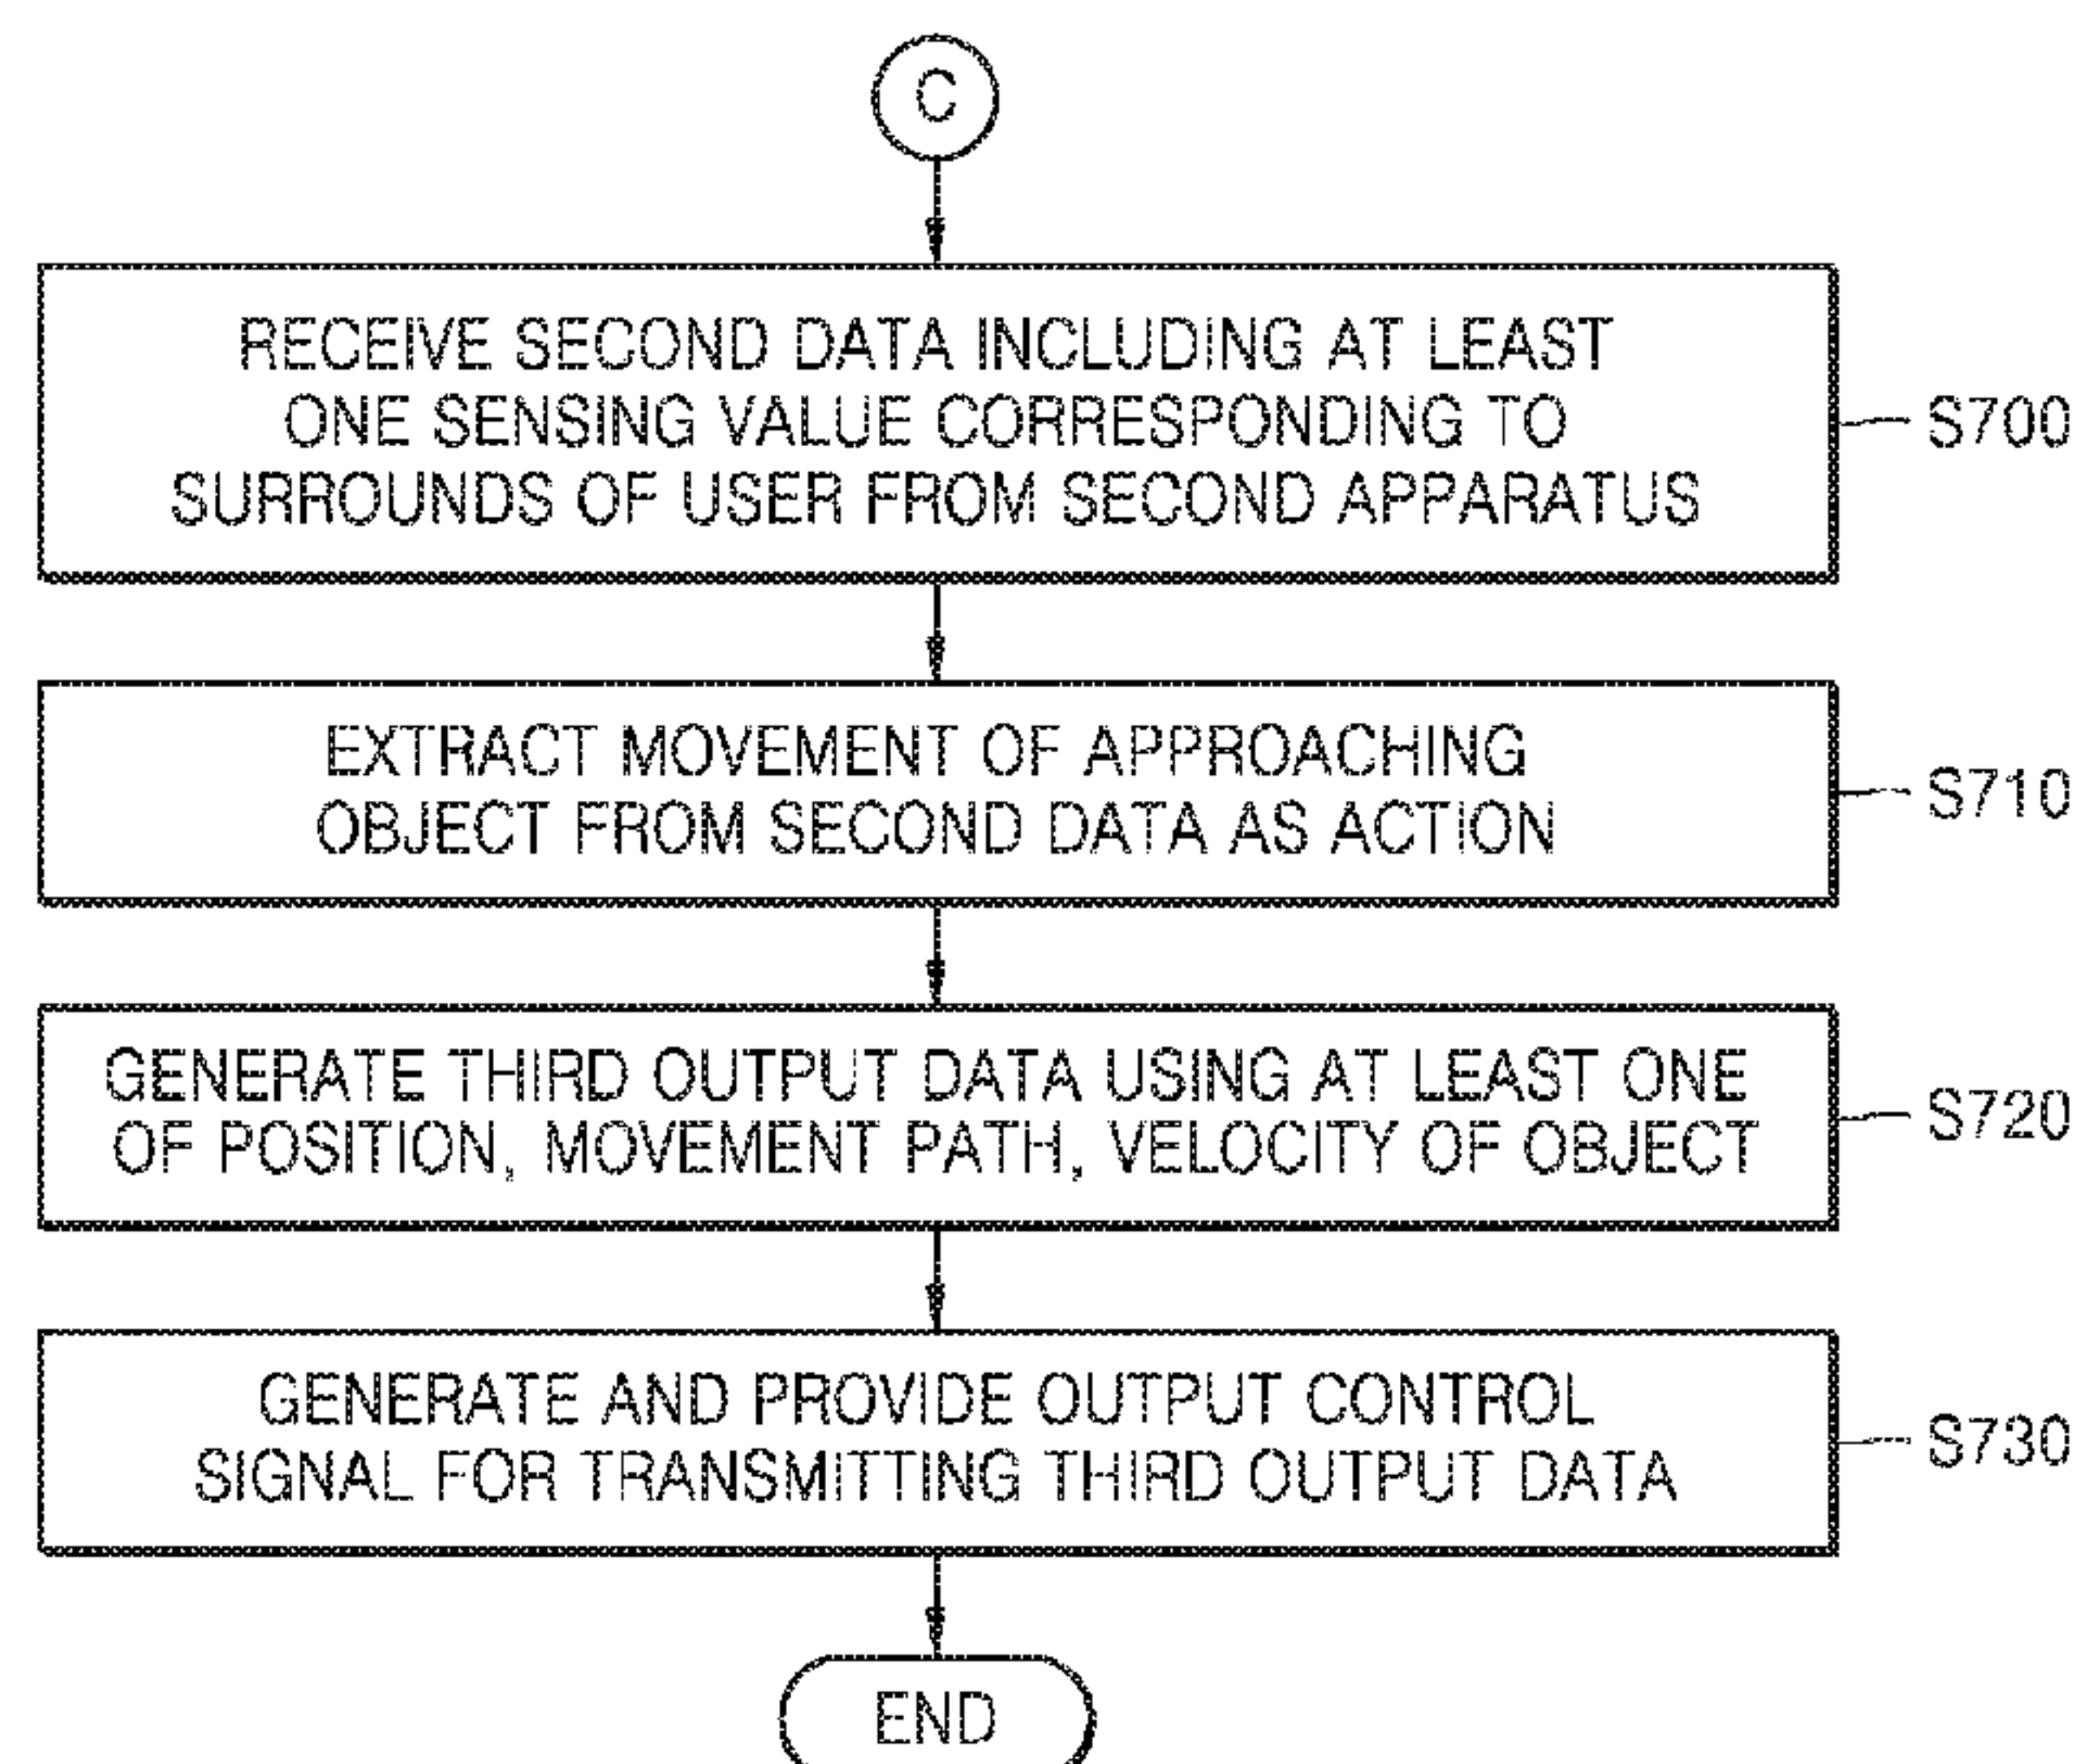 C
RECEIVE SECOND DATA INCLUDING AT LEAST
ONE SENSING VALUE CORRESPONDING TO
SURROUNDS OF USER FROM SECOND APPARATUS
S700
EXTRACT MOVEMENT OF APPROACHING
OBJECT FROM SECOND DATA AS ACTION
S710
GENERATE THIRD OUTPUT DATA USING AT LEAST ONE
OF POSITION, MOVEMENT PATH, VELOCITY OF OBJECT
S720
GENERATE AND PROVIDE OUTPUT CONTROL
SIGNAL FOR TRANSMITTING THIRD OUTPUT DATA
S730
END